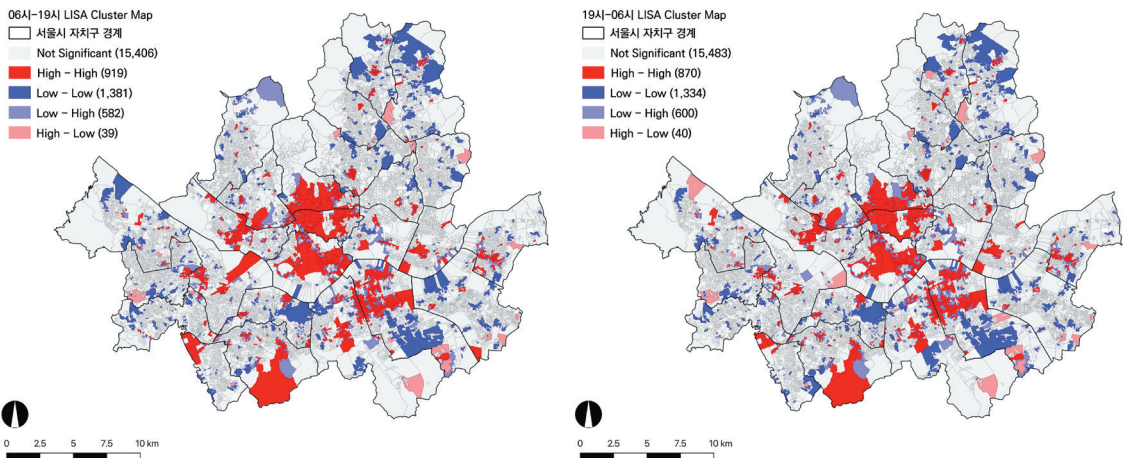 06시-19시 LISA Cluster Map
서울시 자치구 경계
Not Significant (15,406)
High - High (919)
Low - Low (1,381)
Low - High (582)
High - Low (39)
0 2.5 5 7.5 10 km
19시-06시 LISA Cluster Map
서울시 자치구 경계
Not Significant (15,483)
High - High (870)
Low - Low (1,334)
Low - High (600)
High - Low (40)
0 2.5 5 7.5 10 km